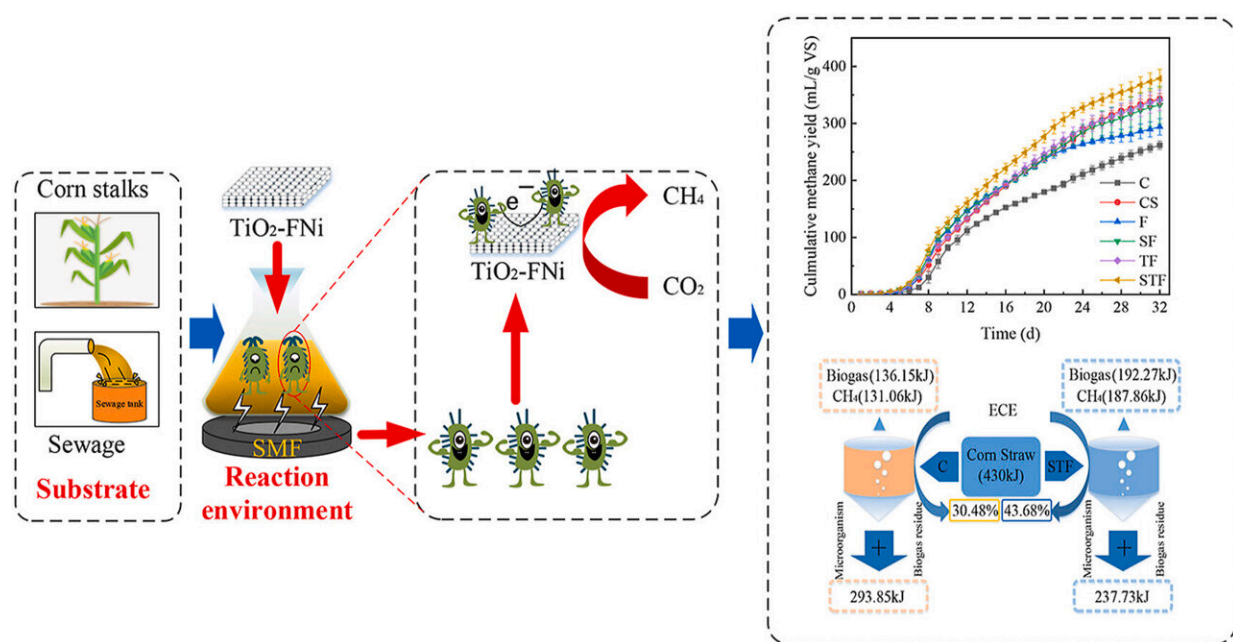 Corn stalks
Sewage tank
Sewage
Substrate
TiO₂-FNi
SMF
Reaction
environment
e⁻
TiO₂-FNi
CH₄
CO₂
Culmulative methane yield (mL/g VS)
400
300
200
100
0
0 4 8 12 16 20 24 28 32
Time (d)
C
CS
F
SF
TF
STF
Biogas(136.15kJ)
CH₄(131.06kJ)
Biogas(192.27kJ)
CH₄(187.86kJ)
ECE
C
Corn Straw
(430kJ)
STF
30.48%
43.68%
Microorganism
+
Biogas residue
293.85kJ
Microorganism
+
Biogas residue
237.73kJ